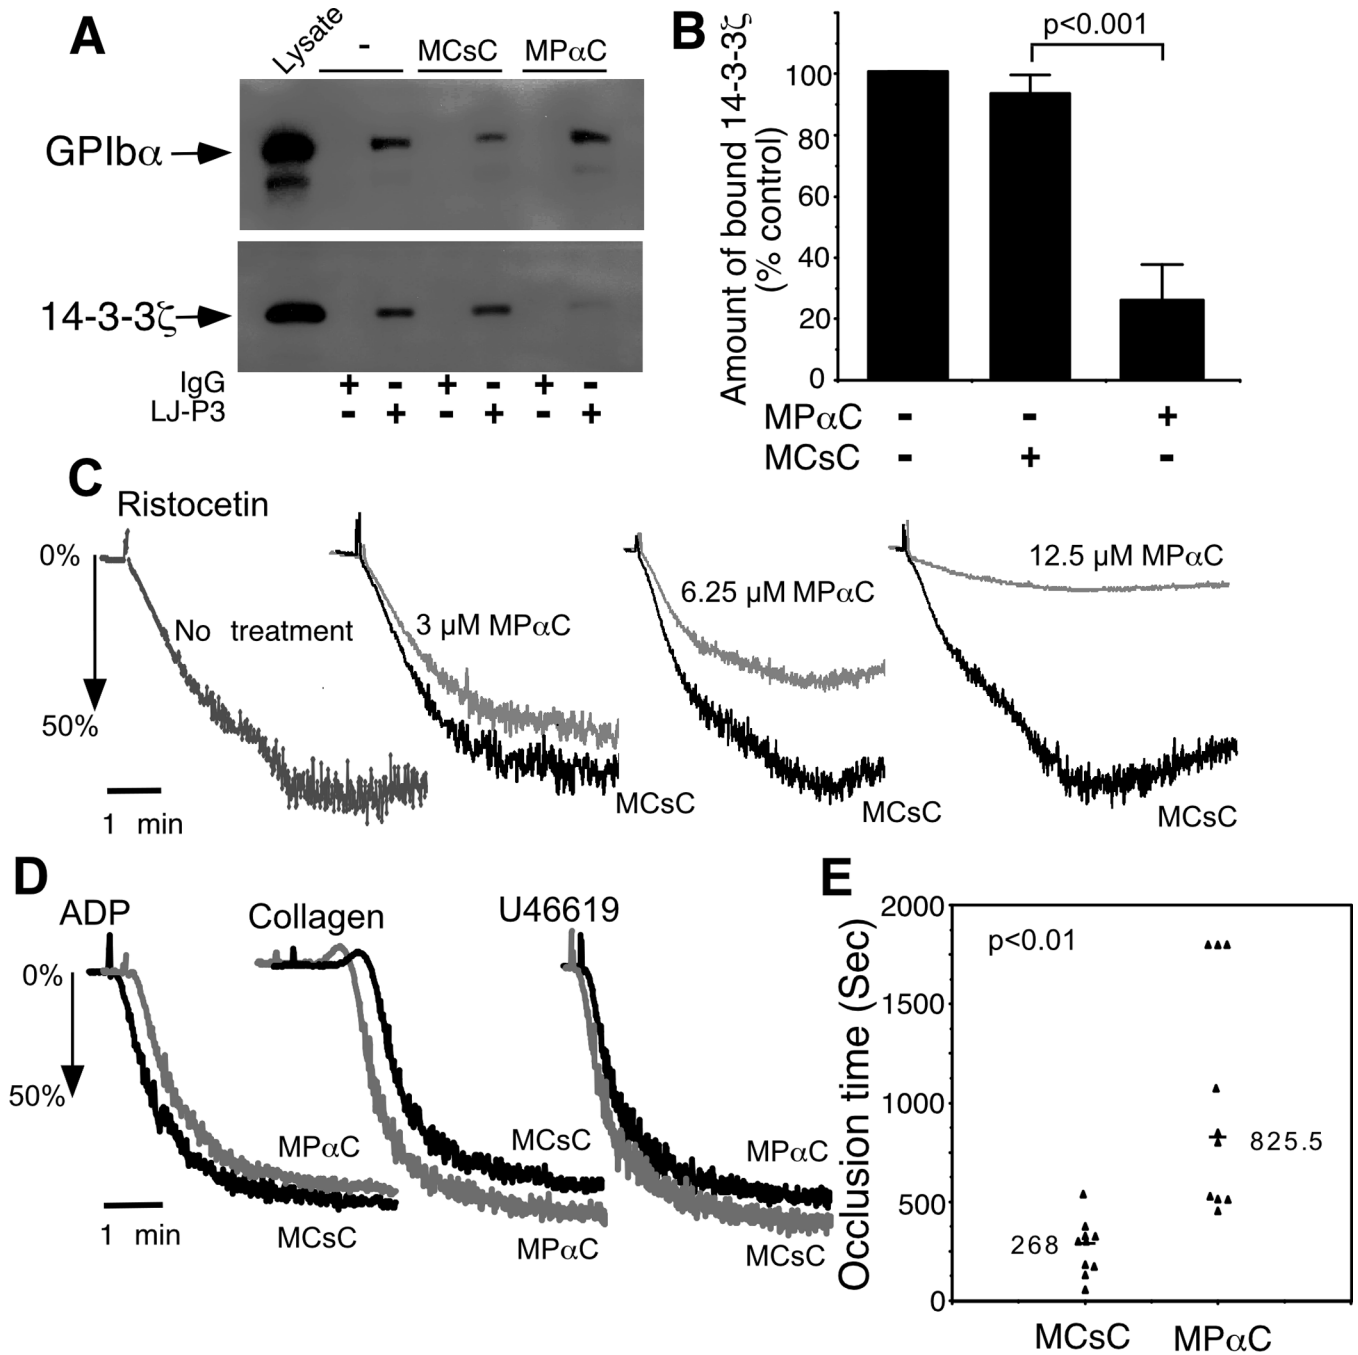 A
Lysate
-
MCsC
MPαC
GPIbα
14-3-3ζ
IgG + - + - + -
LJ-P3 - + - + - +
B
p<0.001
Amount of bound 14-3-3ζ
(% control)
100
80
60
40
20
0
MPαC - - +
MCsC - + -
C
Ristocetin
0%
50%
No treatment
3 µM MPαC
MCsC
6.25 µM MPαC
MCsC
12.5 µM MPαC
MCsC
1 min
D
ADP
Collagen
U46619
0%
50%
MPαC
MCsC
MCsC
MPαC
MPαC
MCsC
1 min
E
p<0.01
Occlusion time (Sec)
2000
1500
1000
500
0
268
825.5
MCsC
MPαC